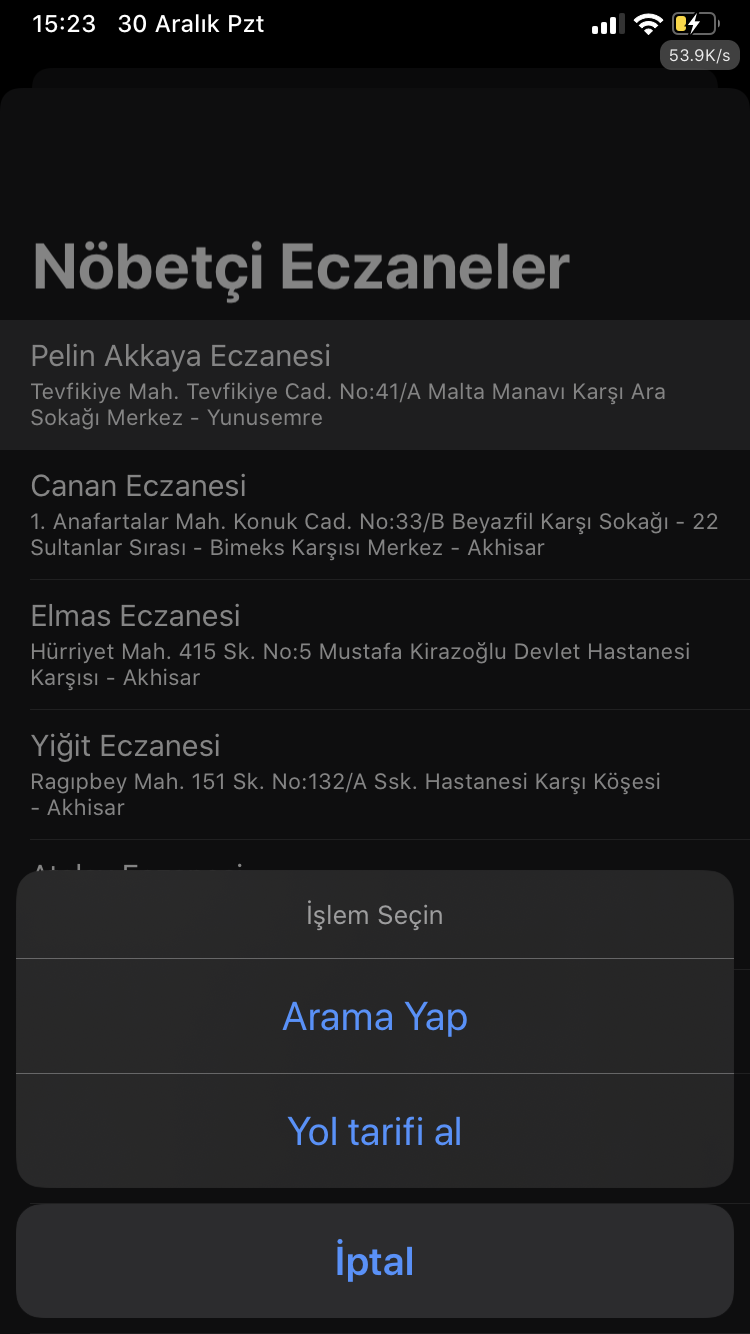 15:23 30 Aralık Pzt
53.9K/s
Nöbetçi Eczaneler
Pelin Akkaya Eczanesi
Tevfikiye Mah. Tevfikiye Cad. No:41/A Malta Manavı Karşı Ara
Sokağı Merkez - Yunusemre
Canan Eczanesi
1. Anafartalar Mah. Konuk Cad. No:33/B Beyazfil Karşı Sokağı - 22
Sultanlar Sırası - Bimeks Karşısı Merkez - Akhisar
Elmas Eczanesi
Hürriyet Mah. 415 Sk. No:5 Mustafa Kirazoğlu Devlet Hastanesi
Karşısı - Akhisar
Yiğit Eczanesi
Ragıpbey Mah. 151 Sk. No:132/A Ssk. Hastanesi Karşı Köşesi
- Akhisar
İşlem Seçin
Arama Yap
Yol tarifi al
İptal